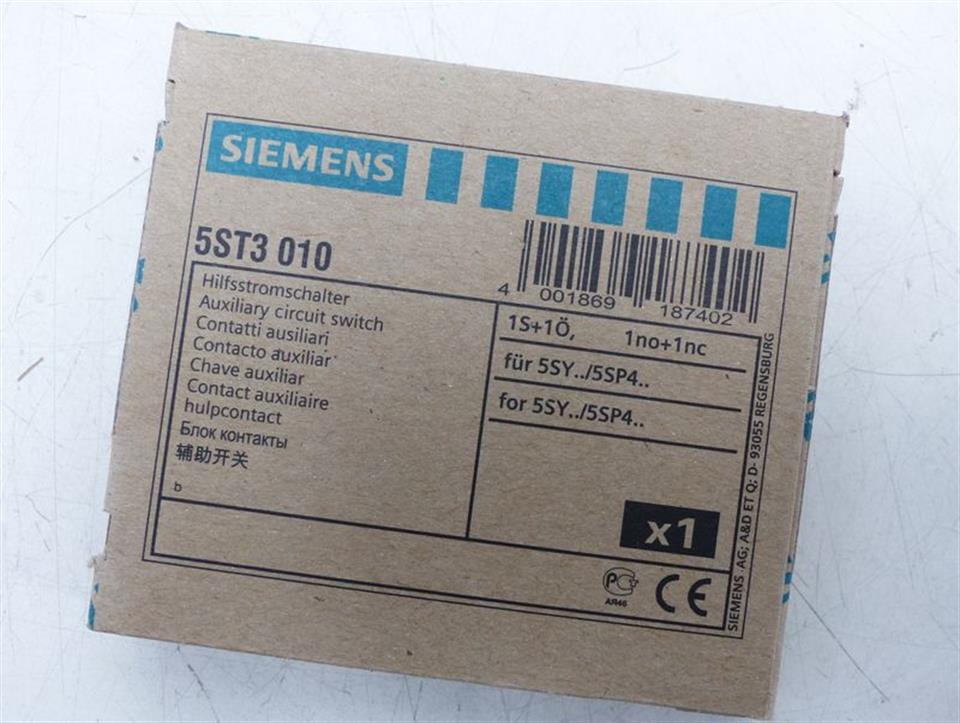 SIEMENS
5ST3 010
4 001869 187402
Hilfsstromschalter
Auxiliary circuit switch
Contatti ausiliari
Contacto auxiliar
Chave auxiliar
Contact auxiliaire
hulpcontact
Блок контакты
辅助开关
b
1S+1Ö, 1no+1nc
für 5SY../5SP4..
for 5SY../5SP4..
x1
РС
АЯ46
CE
SIEMENS AG; A&D ET Q; D- 93055 REGENSBURG